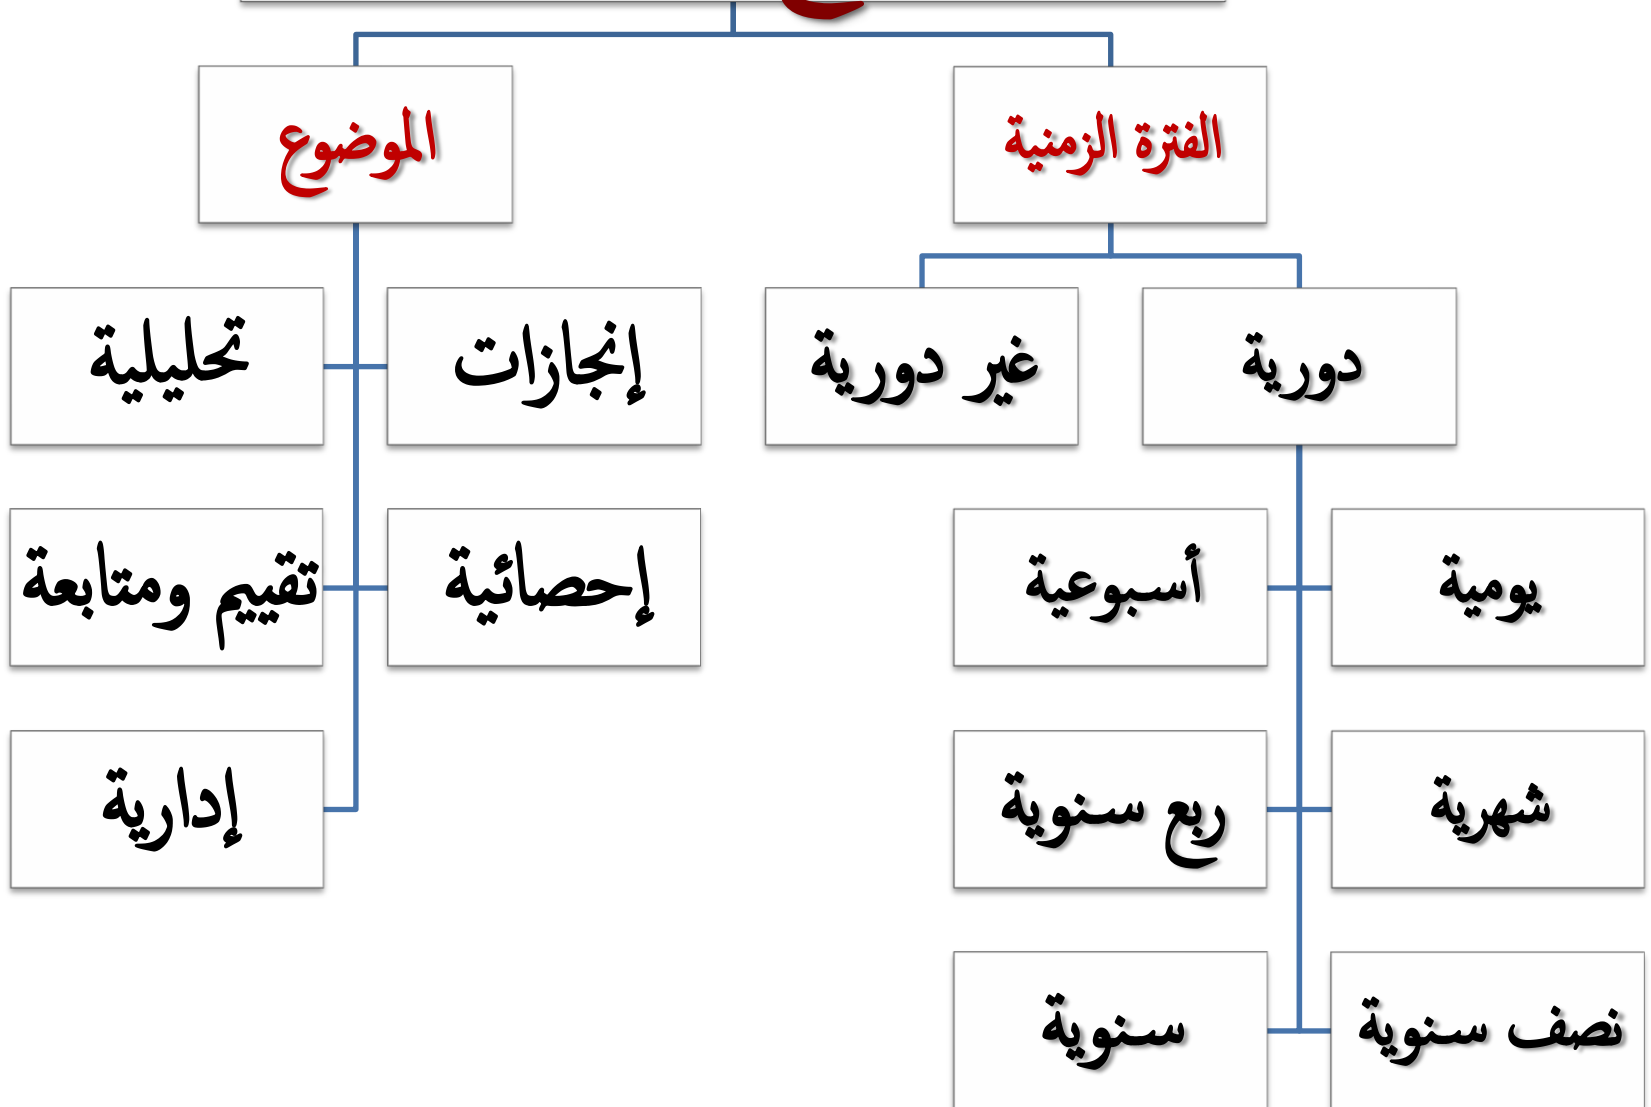 الفترة الزمنية
الموضوع
دورية
غير دورية
إنجازات
تحليلية
يومية
أسبوعية
إحصائية
تقييم ومتابعة
شهرية
ربع سنوية
إدارية
نصف سنوية
سنوية